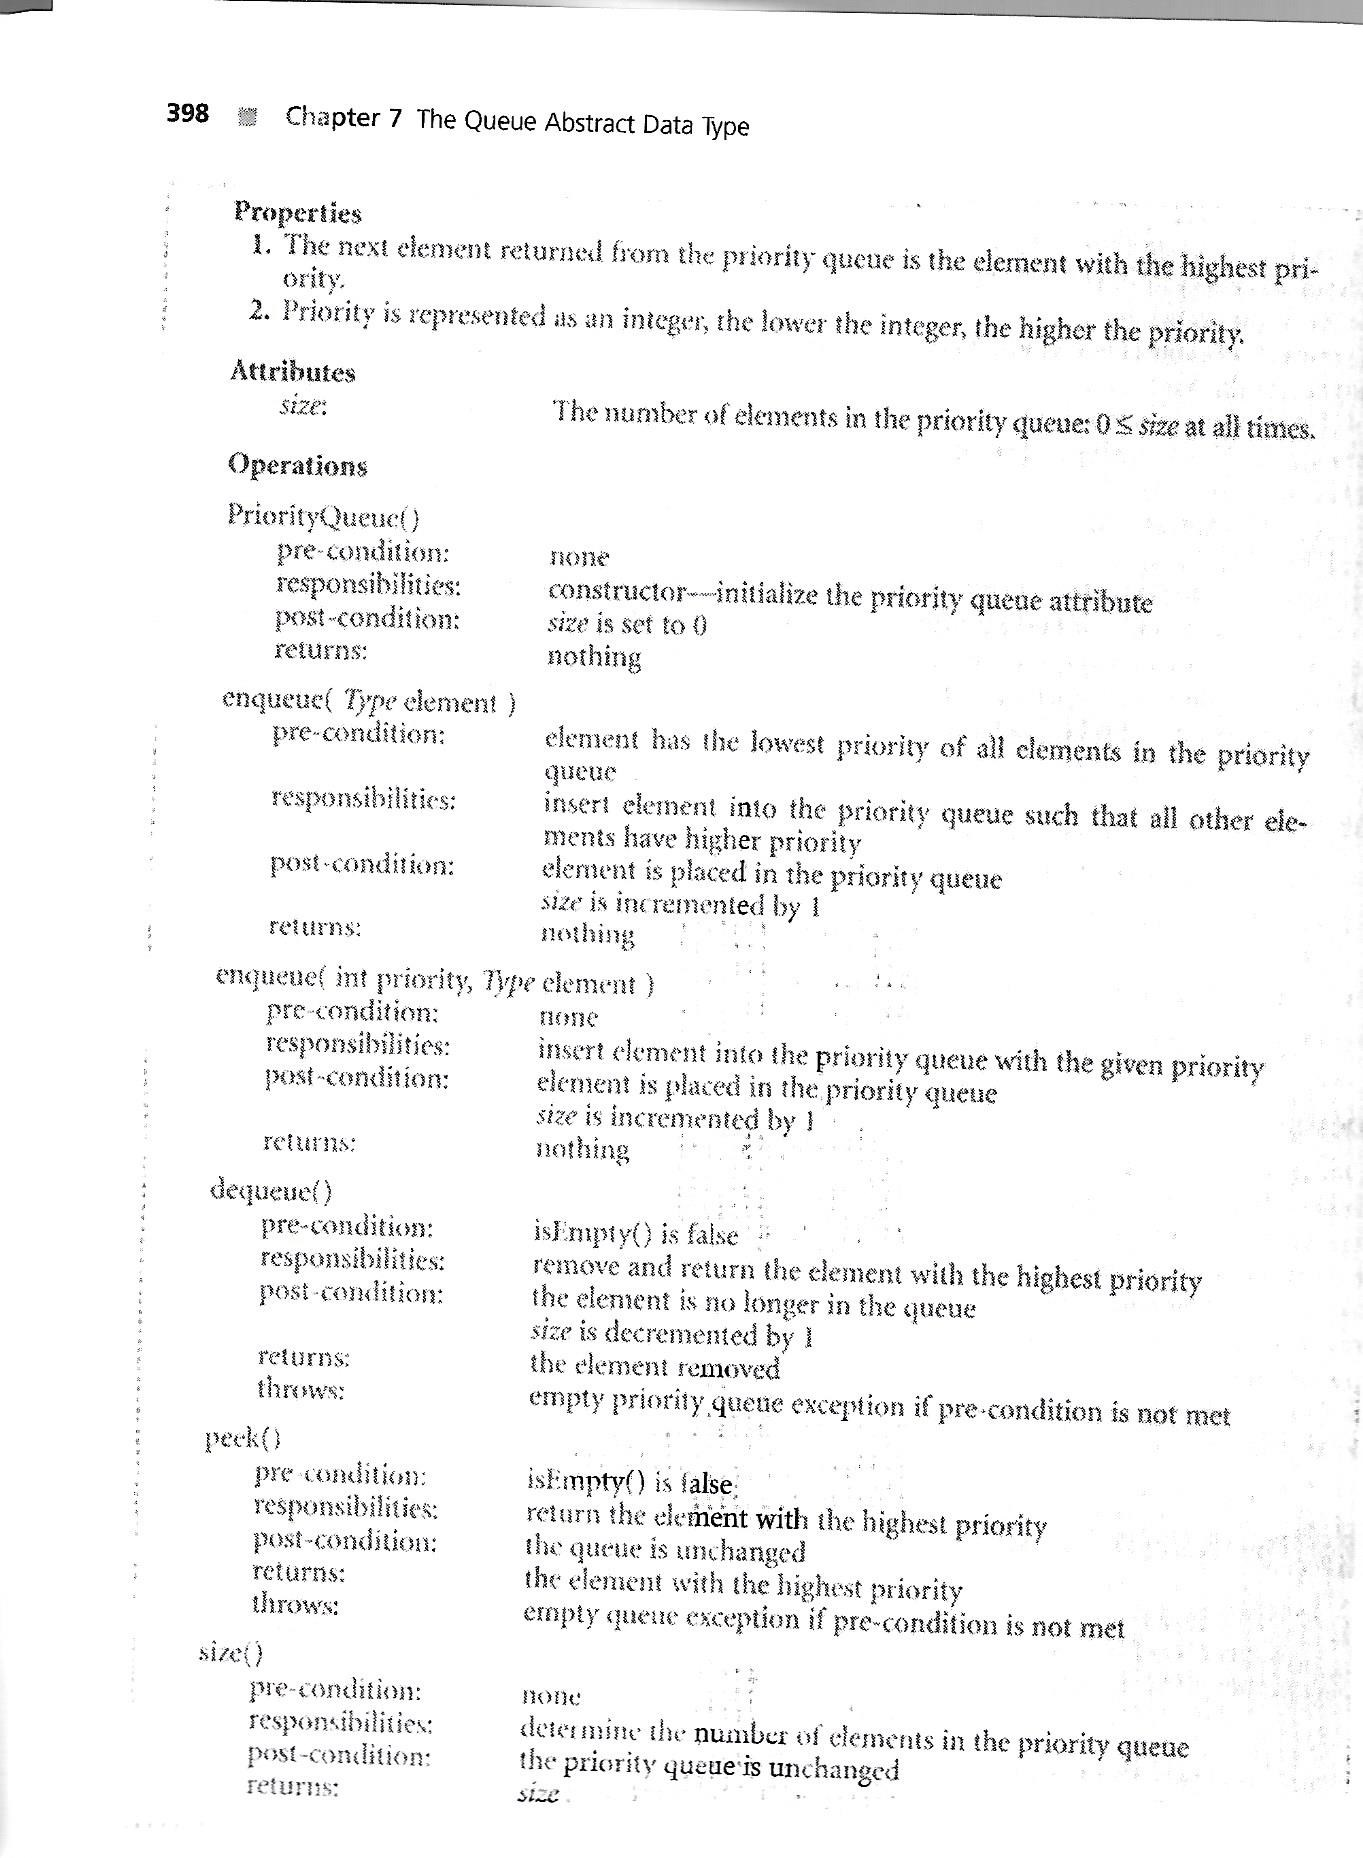 398 Chapter 7 The Queue Abstract Data Type
Properties
1. The next element returned from the priority queue is the element with the highest pri-
ority.
2. Priority is represented as an integer, the lower the integer, the higher the priority.
Attributes
size: The number of elements in the priority queue: 0 ≤ size at all times.
Operations
PriorityQueue()
pre-condition: none
responsibilities: constructor—initialize the priority queue attribute
post-condition: size is set to 0
returns: nothing
enqueue( Type element )
pre-condition: element has the lowest priority of all elements in the priority
queue
responsibilities: insert element into the priority queue such that all other ele-
ments have higher priority
post-condition: element is placed in the priority queue
size is incremented by 1
returns: nothing
enqueue( int priority, Type element )
pre-condition: none
responsibilities: insert element into the priority queue with the given priority
post-condition: element is placed in the priority queue
size is incremented by 1
returns: nothing
dequeue()
pre-condition: isEmpty() is false
responsibilities: remove and return the element with the highest priority
post-condition: the element is no longer in the queue
size is decremented by 1
returns: the element removed
throws: empty priority queue exception if pre-condition is not met
peek()
pre-condition: isEmpty() is false
responsibilities: return the element with the highest priority
post-condition: the queue is unchanged
returns: the element with the highest priority
throws: empty queue exception if pre-condition is not met
size()
pre-condition: none
responsibilities: determine the number of elements in the priority queue
post-condition: the priority queue is unchanged
returns: size